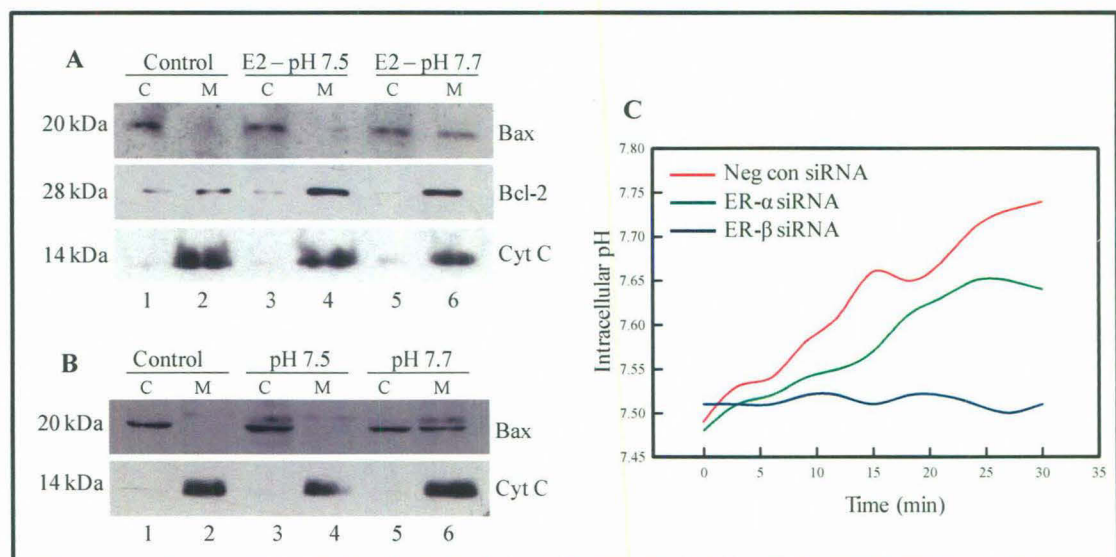 A
Control E2 – pH 7.5 E2 – pH 7.7
C M C M C M
20 kDa Bax
28 kDa Bcl-2
14 kDa Cyt C
1 2 3 4 5 6
B
Control pH 7.5 pH 7.7
C M C M C M
20 kDa Bax
14 kDa Cyt C
1 2 3 4 5 6
C
7.80
7.75
7.70
7.65
7.60
7.55
7.50
7.45
Intracellular pH
Neg con siRNA
ER-α siRNA
ER-β siRNA
0 5 10 15 20 25 30 35
Time (min)